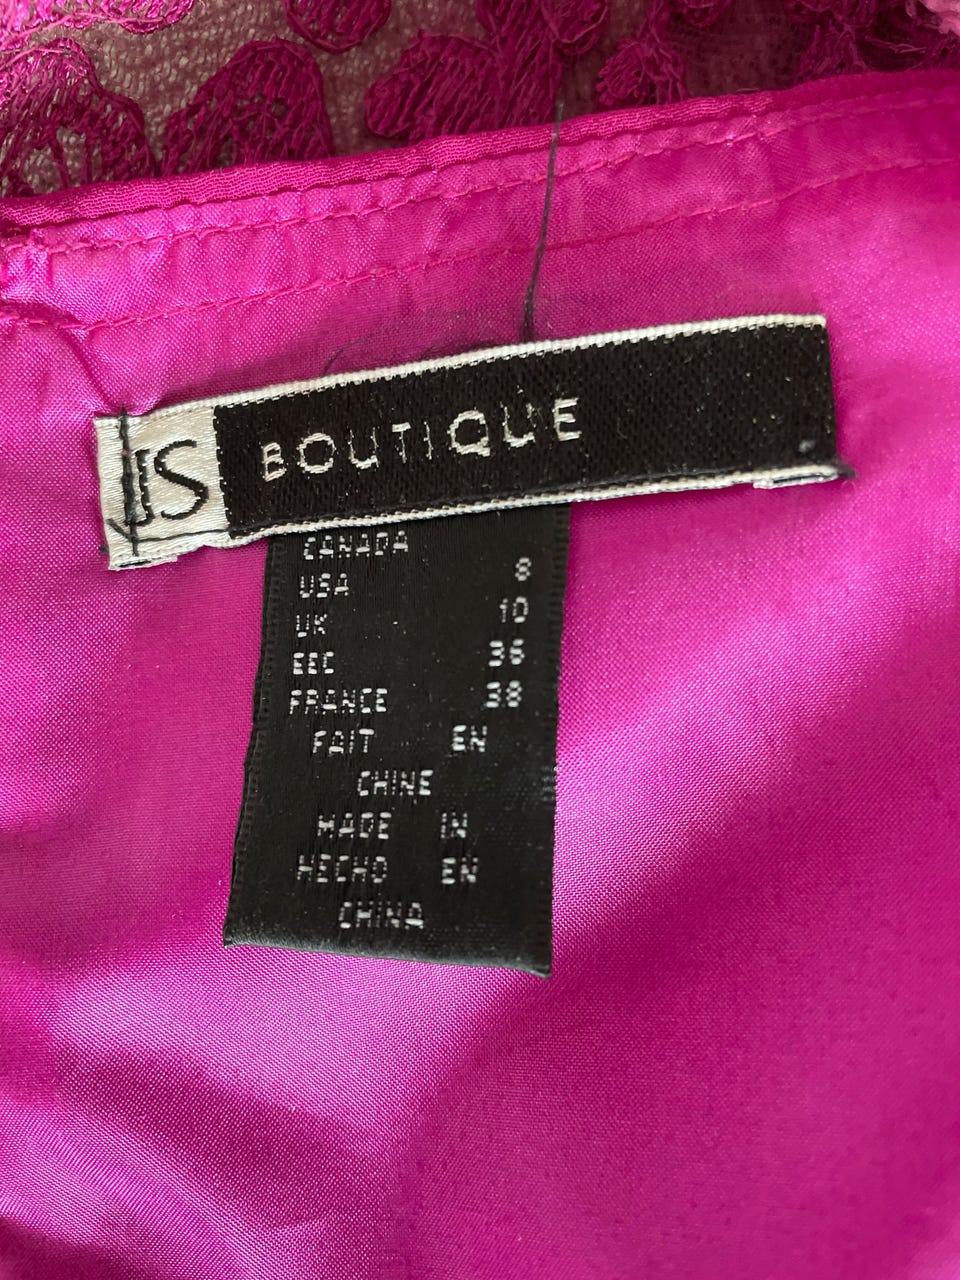 JS BOUTIQUE
CANADA
USA 8
UK 10
EEC 36
FRANCE 38
FAIT EN
CHINE
MADE IN
HECHO EN
CHINA